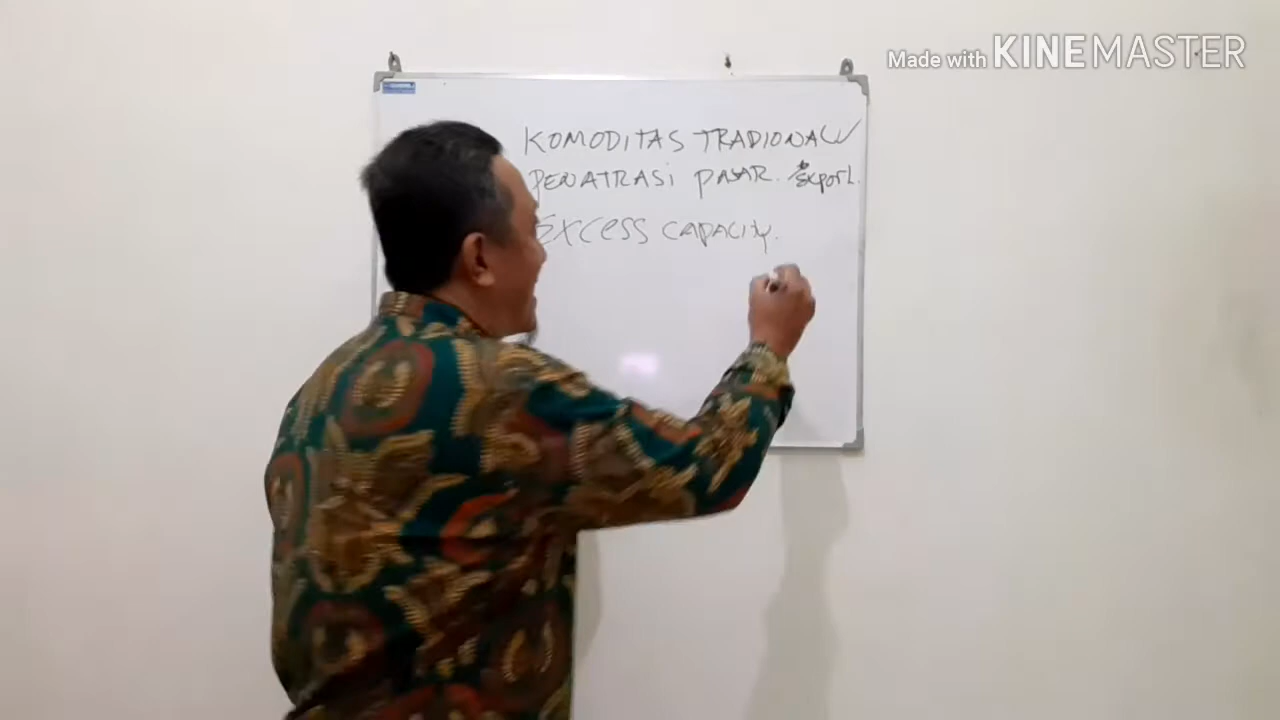 Made with KINEMASTER
KOMODITAS TRADIONAL
PENATRASI PASAR. Export.
EXCESS CAPACITY.